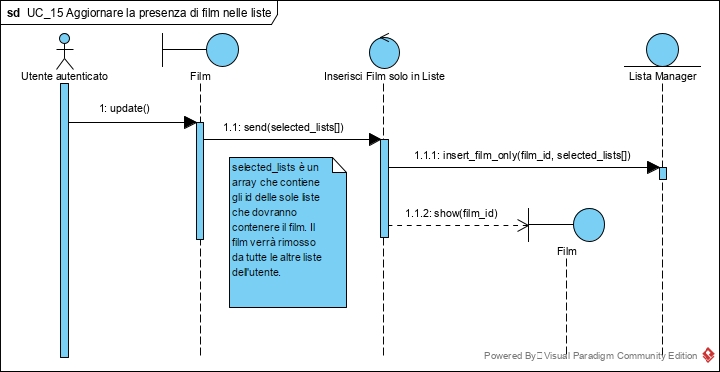 sd UC_15 Aggiornare la presenza di film nelle liste
Utente autenticato
Film
Inserisci Film solo in Liste
Lista Manager
1: update()
1.1: send(selected_lists[])
1.1.1: insert_film_only(film_id, selected_lists[])
selected_lists è un
array che contiene
gli id delle sole liste
che dovranno
contenere il film. Il
film verrà rimosso
da tutte le altre liste
dell'utente.
1.1.2: show(film_id)
Film
Powered By Visual Paradigm Community Edition